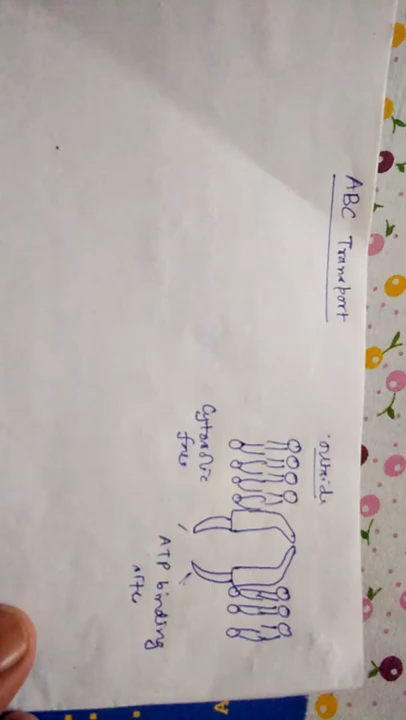 ABC Transport
outside
Cytosolic
face
ATP binding
site
A